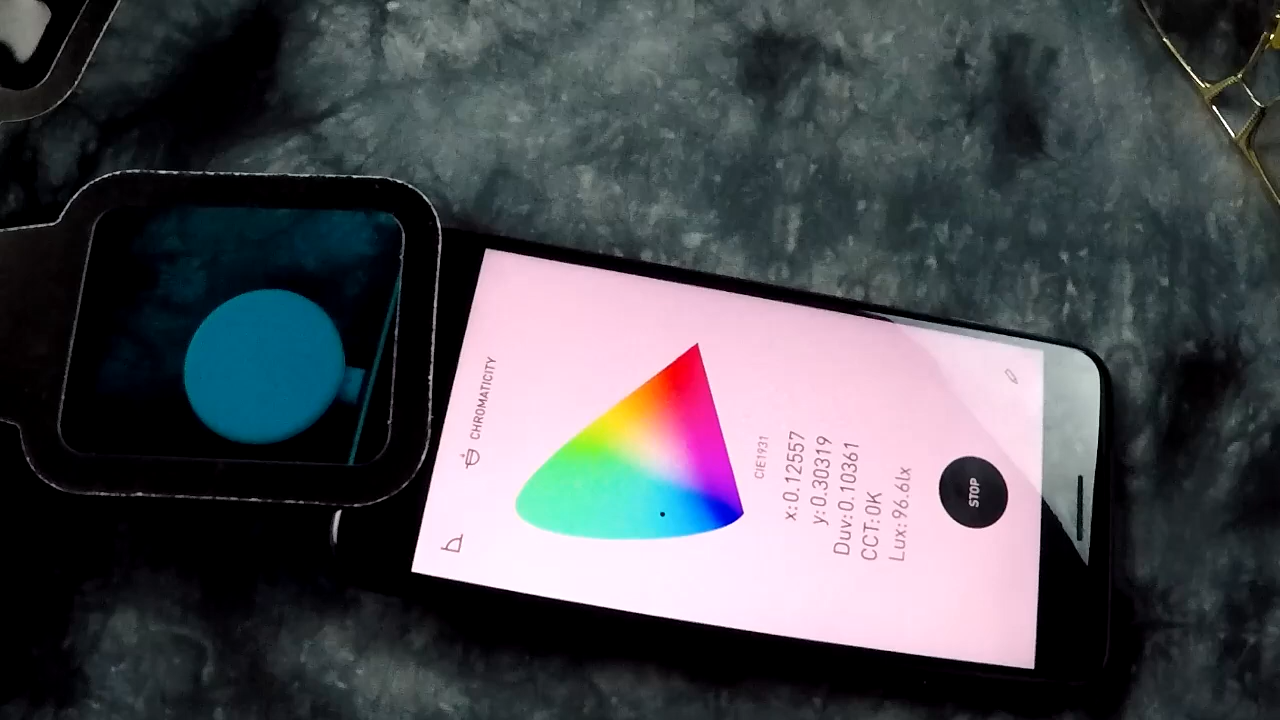 CHROMATICITY
CIE1931
x:0.12557
y:0.30319
Duv:0.10361
CCT:0K
Lux:96.6lx
STOP